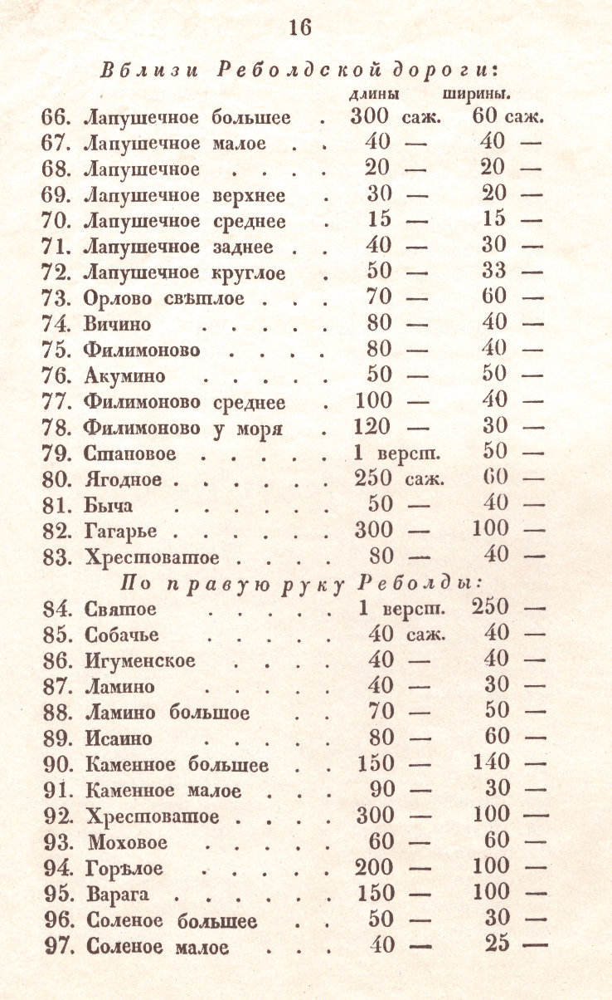 16
Вблизи Реболдской дороги:
длины ширины.
66. Лапушечное большее . 300 саж. 60 саж.
67. Лапушечное малое . . 40 — 40 —
68. Лапушечное . . . . 20 — 20 —
69. Лапушечное верхнее . 30 — 20 —
70. Лапушечное среднее . 15 — 15 —
71. Лапушечное заднее . . 40 — 30 —
72. Лапушечное круглое . 50 — 33 —
73. Орлово свѣтлое . . . 70 — 60 —
74. Вичино . . . . . 80 — 40 —
75. Филимоново . . . . 80 — 40 —
76. Акумино . . . . . 50 — 50 —
77. Филимоново среднее . 100 — 40 —
78. Филимоново у моря . 120 — 30 —
79. Становое . . . . . 1 верст. 50 —
80. Ягодное . . . . . . 250 саж. 60 —
81. Быча . . . . . . 50 — 40 —
82. Гагарье . . . . . . 300 — 100 —
83. Хрестоватое . . . . 80 — 40 —
По правую руку Реболды:
84. Святое . . . . . 1 верст. 250 —
85. Собачье . . . . . 40 саж. 40 —
86. Игуменское . . . . 40 — 40 —
87. Ламино . . . . . 40 — 30 —
88. Ламино большое . . 70 — 50 —
89. Исаино . . . . . 80 — 60 —
90. Каменное большее . . 150 — 140 —
91. Каменное малое . . . 90 — 30 —
92. Хрестоватое . . . . 300 — 100 —
93. Моховое . . . . . 60 — 60 —
94. Горѣлое . . . . . 200 — 100 —
95. Варага . . . . . . 150 — 100 —
96. Соленое большее . . 50 — 30 —
97. Соленое малое . . . 40 — 25 —